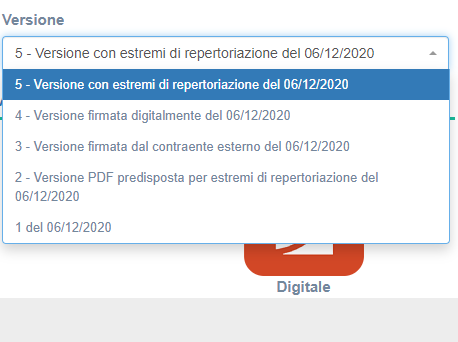 Versione
5 - Versione con estremi di repertoriazione del 06/12/2020
5 - Versione con estremi di repertoriazione del 06/12/2020
4 - Versione firmata digitalmente del 06/12/2020
3 - Versione firmata dal contraente esterno del 06/12/2020
2 - Versione PDF predisposta per estremi di repertoriazione del
06/12/2020
1 del 06/12/2020
Digitale